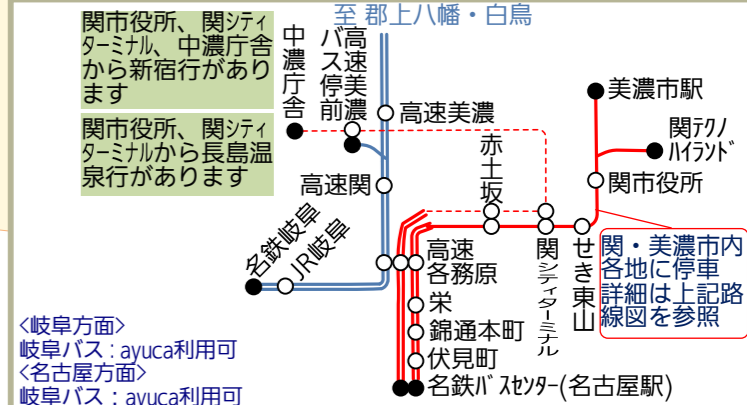 至 郡上八幡・白鳥
関市役所、関シティ
ターミナル、中濃庁舎
から新宿行があり
ます
関市役所、関シティ
ターミナルから長島温
泉行があります
中濃庁舎
高速美濃
バス停前
高速美濃
美濃市駅
関テクノ
ハイランド
赤土坂
関市役所
高速関
名鉄岐阜
JR岐阜
高速
各務原
関シティターミナル
せき東山
関・美濃市内
各地に停車
詳細は上記路
線図を参照
栄
錦通本町
伏見町
名鉄バスセンター(名古屋駅)
<岐阜方面>
岐阜バス：ayuca利用可
<名古屋方面>
岐阜バス：ayuca利用可